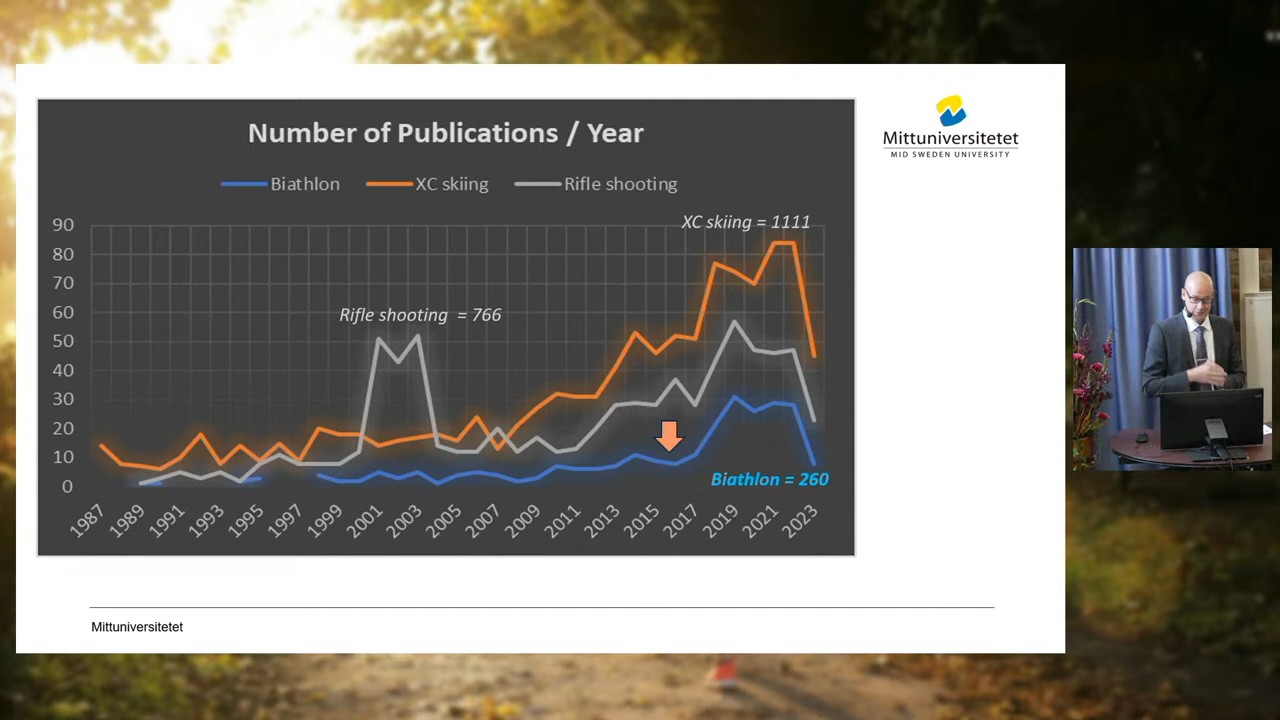 Number of Publications / Year
Biathlon XC skiing Rifle shooting
XC skiing = 1111
Rifle shooting = 766
Biathlon = 260
90
80
70
60
50
40
30
20
10
0
1987 1989 1991 1993 1995 1997 1999 2001 2003 2005 2007 2009 2011 2013 2015 2017 2019 2021 2023
Mittuniversitetet
MID SWEDEN UNIVERSITY
Mittuniversitetet